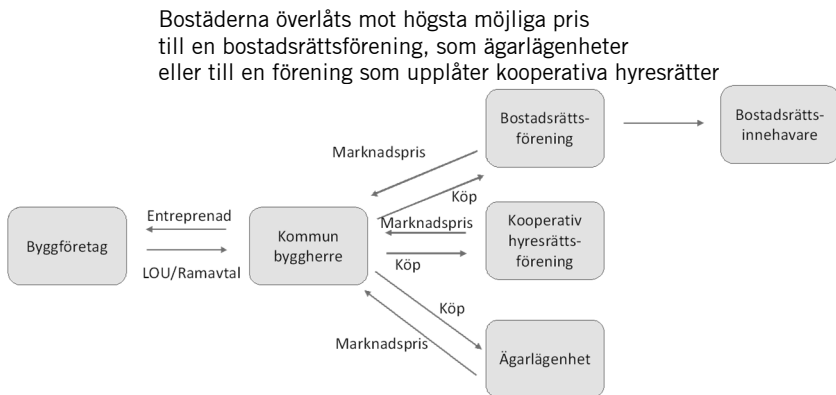 Bostäderna överlåts mot högsta möjliga pris
till en bostadsrättsförening, som ägarlägenheter
eller till en förening som upplåter kooperativa hyresrätter
Bostadsrätts-
förening
Bostadsrätts-
innehavare
Marknadspris
Köp
Entreprenad
Byggföretag
LOU/Ramavtal
Kommun
byggherre
Marknadspris
Köp
Kooperativ
hyresrätts-
förening
Köp
Marknadspris
Ägarlägenhet